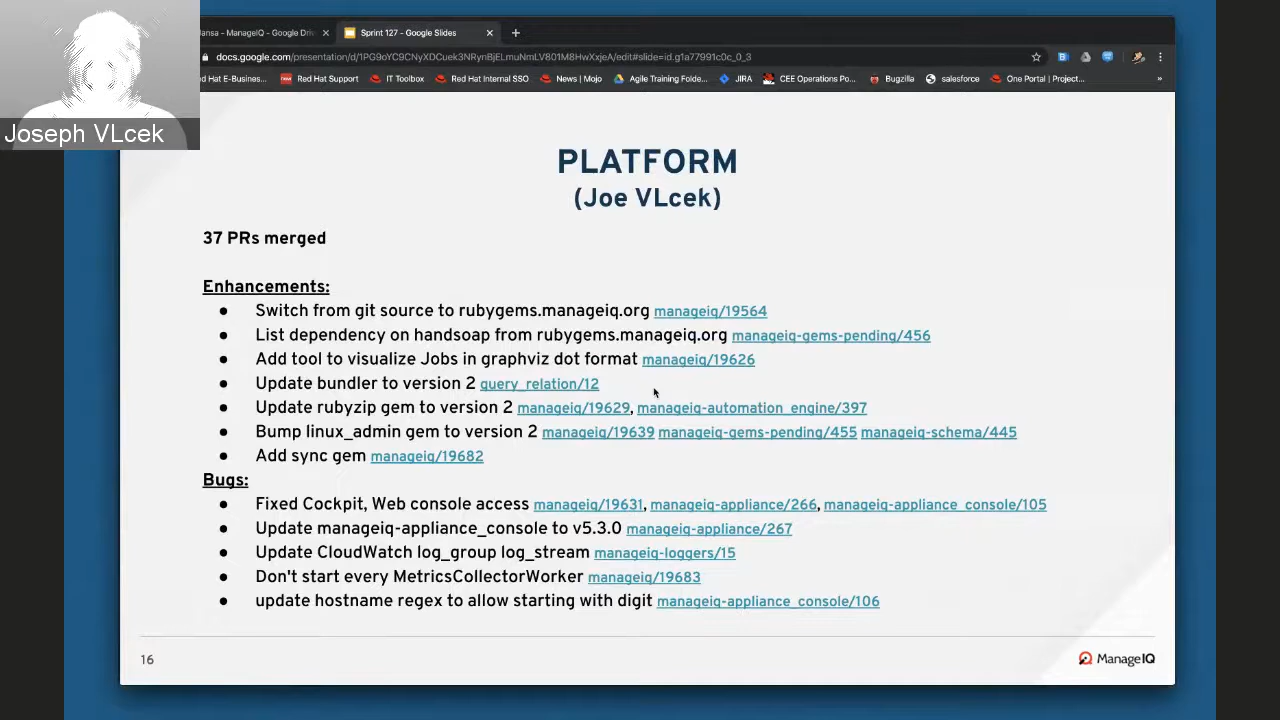 ansa - ManageIQ - Google Driv
Sprint 127 - Google Slides
docs.google.com/presentation/d/1PG9oYC9CNyXDCuek3NRynBjELmuNmLV801M8HwXxjeA/edit#slide=id.g1a77991c0c_0_3
d Hat E-Business...
Red Hat Support
IT Toolbox
Red Hat Internal SSO
News | Mojo
Agile Training Folde...
JIRA
CEE Operations Po...
Bugzilla
salesforce
One Portal | Project...
»
Joseph VLcek
PLATFORM
(Joe VLcek)
37 PRs merged
Enhancements:
● Switch from git source to rubygems.manageiq.org manageiq/19564
● List dependency on handsoap from rubygems.manageiq.org manageiq-gems-pending/456
● Add tool to visualize Jobs in graphviz dot format manageiq/19626
● Update bundler to version 2 query_relation/12
● Update rubyzip gem to version 2 manageiq/19629, manageiq-automation_engine/397
● Bump linux_admin gem to version 2 manageiq/19639 manageiq-gems-pending/455 manageiq-schema/445
● Add sync gem manageiq/19682
Bugs:
● Fixed Cockpit, Web console access manageiq/19631, manageiq-appliance/266, manageiq-appliance_console/105
● Update manageiq-appliance_console to v5.3.0 manageiq-appliance/267
● Update CloudWatch log_group log_stream manageiq-loggers/15
● Don't start every MetricsCollectorWorker manageiq/19683
● update hostname regex to allow starting with digit manageiq-appliance_console/106
16
ManageIQ